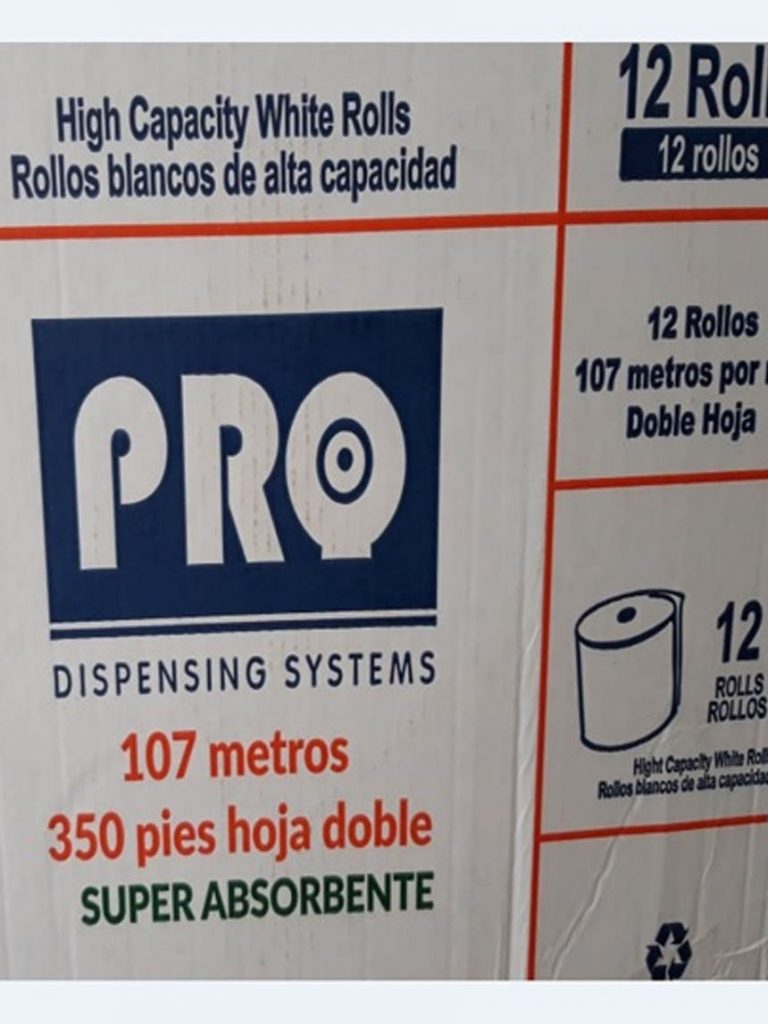 High Capacity White Rolls
Rollos blancos de alta capacidad
PRO
DISPENSING SYSTEMS
107 metros
350 pies hoja doble
SUPER ABSORBENTE
12 Roll
12 rollos
12 Rollos
107 metros por
Doble Hoja
12
ROLLS
ROLLOS
Hight Capacity White Roll
Rollos blancos de alta capacidad